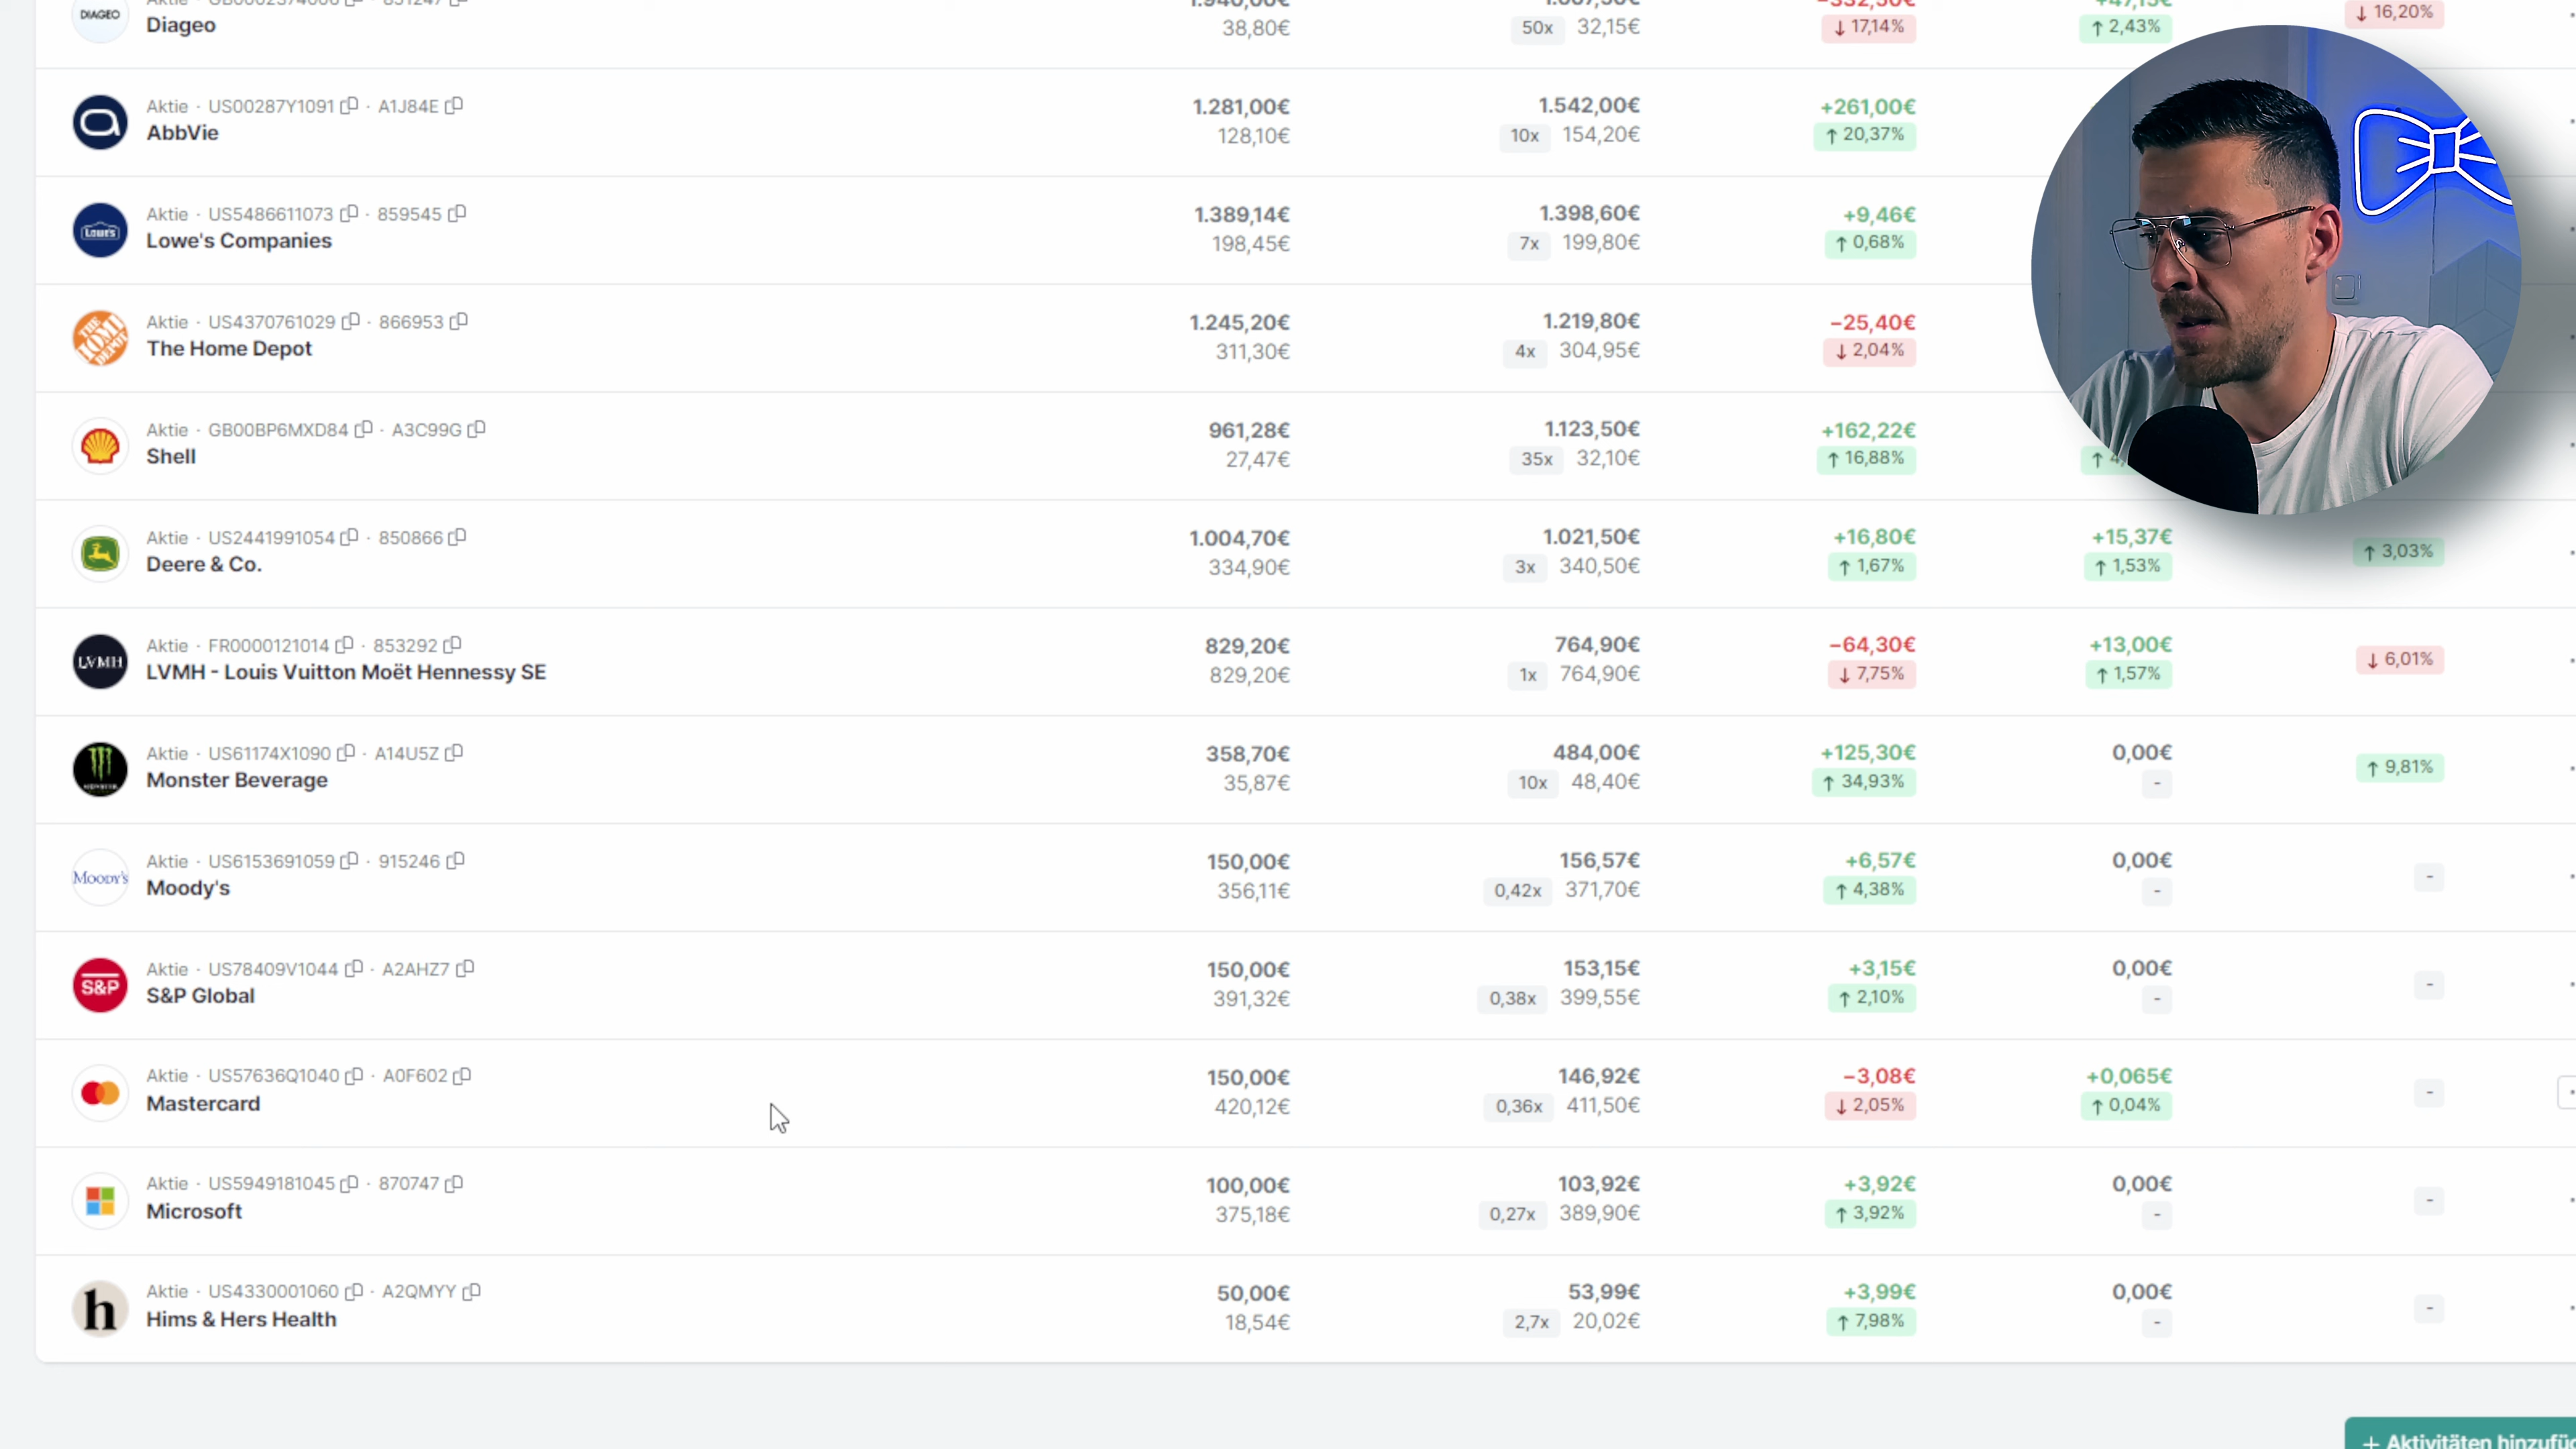 DIAGEO
Diageo
38,80€
50x 32,15€
↓ 17,14%
↑ 2,43%
↓ 16,20%
Aktie · US00287Y1091 · A1J84E
AbbVie
1.281,00€
128,10€
1.542,00€
10x 154,20€
+261,00€
↑ 20,37%
LOWE'S
Aktie · US5486611073 · 859545
Lowe's Companies
1.389,14€
198,45€
1.398,60€
7x 199,80€
+9,46€
↑ 0,68%
THE HOME DEPOT
Aktie · US4370761029 · 866953
The Home Depot
1.245,20€
311,30€
1.219,80€
4x 304,95€
−25,40€
↓ 2,04%
Aktie · GB00BP6MXD84 · A3C99G
Shell
961,28€
27,47€
1.123,50€
35x 32,10€
+162,22€
↑ 16,88%
Aktie · US2441991054 · 850866
Deere & Co.
1.004,70€
334,90€
1.021,50€
3x 340,50€
+16,80€
↑ 1,67%
+15,37€
↑ 1,53%
↑ 3,03%
LVMH
Aktie · FR0000121014 · 853292
LVMH - Louis Vuitton Moët Hennessy SE
829,20€
829,20€
764,90€
1x 764,90€
−64,30€
↓ 7,75%
+13,00€
↑ 1,57%
↓ 6,01%
MONSTER
Aktie · US61174X1090 · A14U5Z
Monster Beverage
358,70€
35,87€
484,00€
10x 48,40€
+125,30€
↑ 34,93%
0,00€
-
↑ 9,81%
MOODY'S
Aktie · US6153691059 · 915246
Moody's
150,00€
356,11€
156,57€
0,42x 371,70€
+6,57€
↑ 4,38%
0,00€
-
-
S&P
Aktie · US78409V1044 · A2AHZ7
S&P Global
150,00€
391,32€
153,15€
0,38x 399,55€
+3,15€
↑ 2,10%
0,00€
-
-
Aktie · US57636Q1040 · A0F602
Mastercard
150,00€
420,12€
146,92€
0,36x 411,50€
−3,08€
↓ 2,05%
+0,065€
↑ 0,04%
-
Aktie · US5949181045 · 870747
Microsoft
100,00€
375,18€
103,92€
0,27x 389,90€
+3,92€
↑ 3,92%
0,00€
-
-
h
Aktie · US4330001060 · A2QMYY
Hims & Hers Health
50,00€
18,54€
53,99€
2,7x 20,02€
+3,99€
↑ 7,98%
0,00€
-
-
+ Aktivitäten